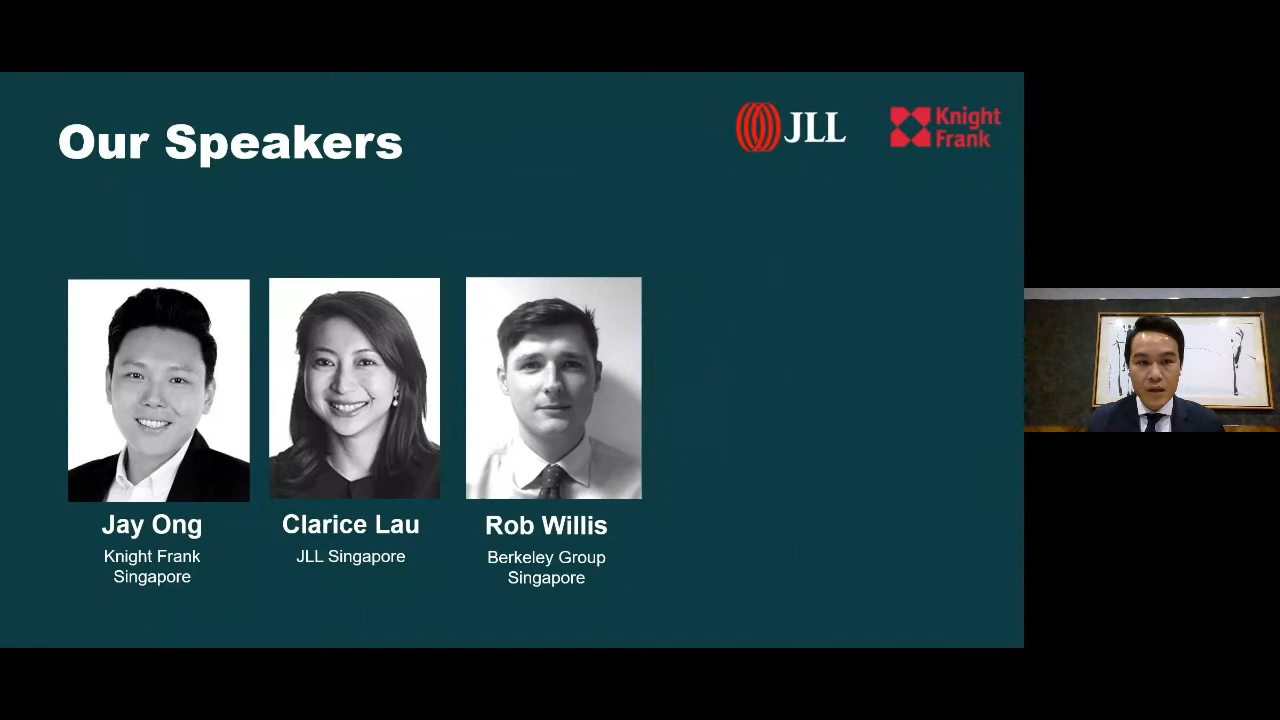 Our Speakers
JLL
Knight
Frank
Jay Ong
Knight Frank
Singapore
Clarice Lau
JLL Singapore
Rob Willis
Berkeley Group
Singapore